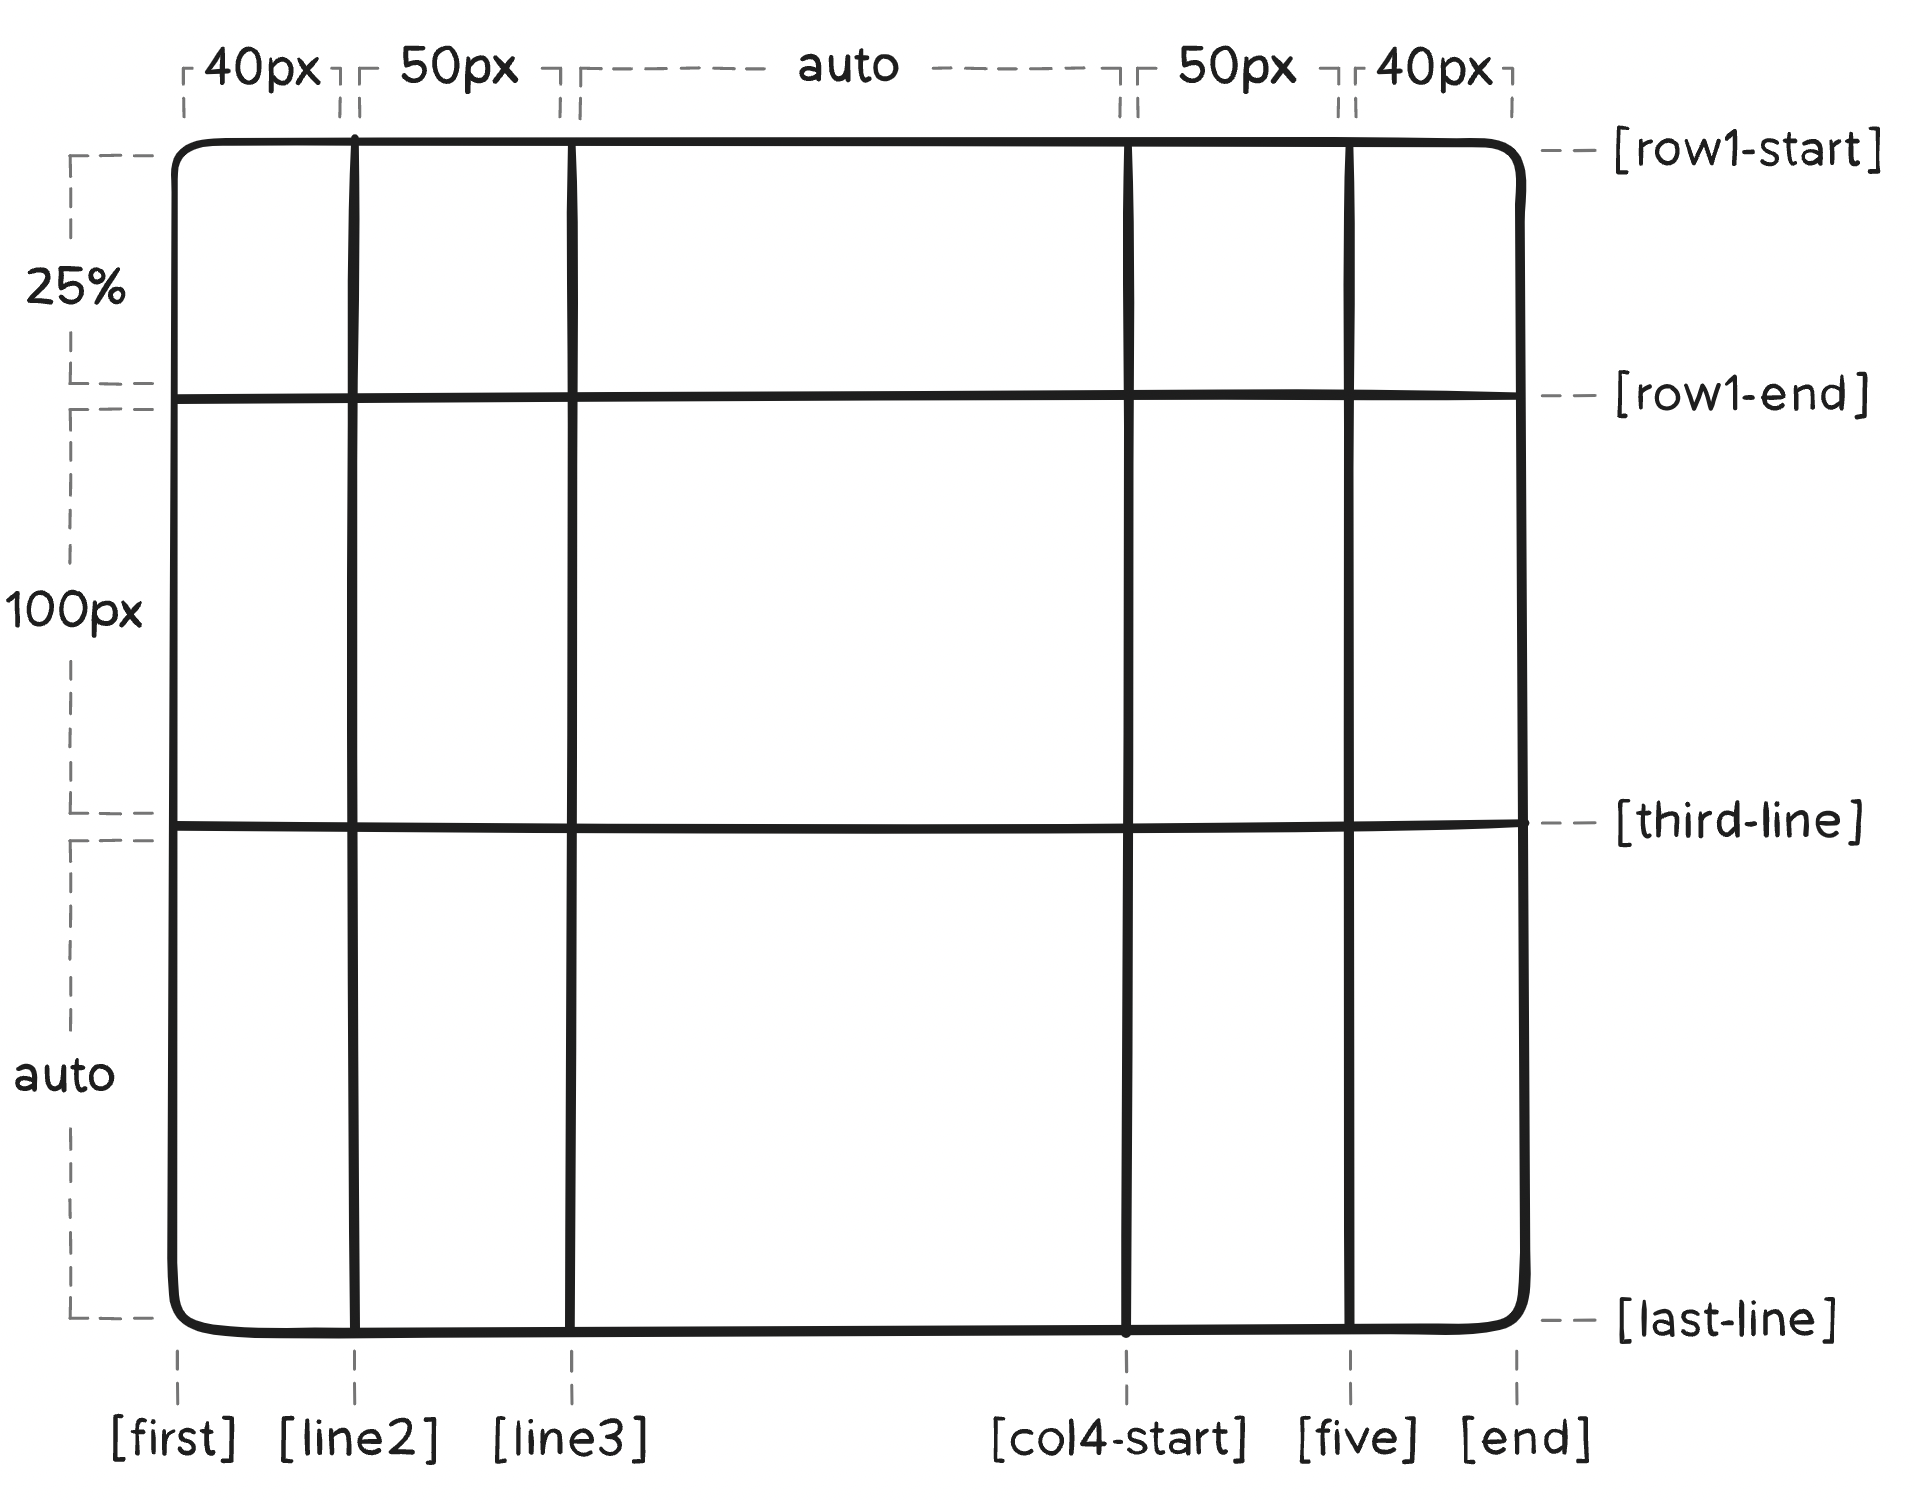 40px 50px auto 50px 40px
[row1-start]
25%
[row1-end]
100px
[third-line]
auto
[last-line]
[first] [line2] [line3] [col4-start] [five] [end]